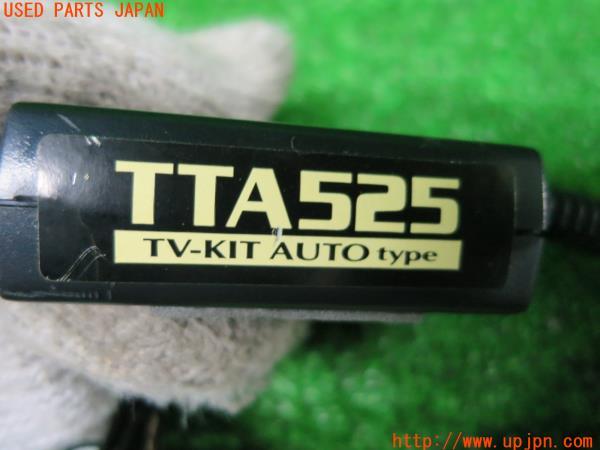 USED PARTS JAPAN
TTA525
TV-KIT AUTO type
http://www.upjpn.com